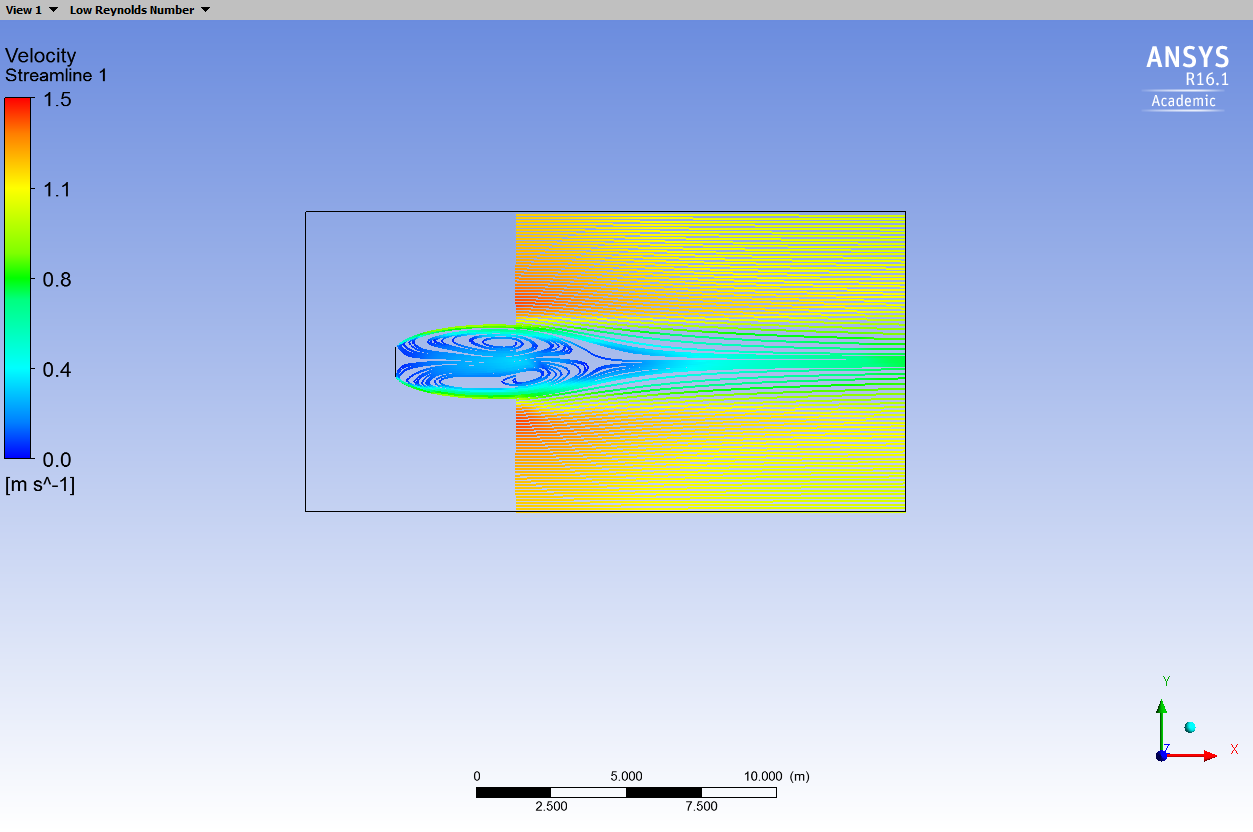 View 1 Low Reynolds Number
Velocity
Streamline 1
1.5
1.1
0.8
0.4
0.0
[m s^-1]
ANSYS
R16.1
Academic
Y
Z
X
0 5.000 10.000 (m)
2.500 7.500